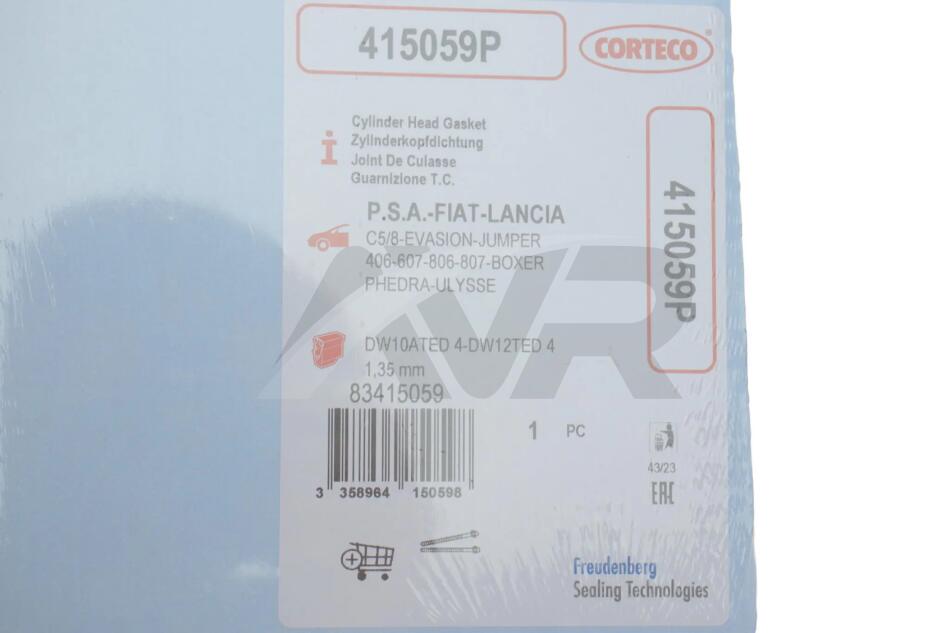 415059P
CORTECO®
Cylinder Head Gasket
Zylinderkopfdichtung
Joint De Culasse
Guarnizione T.C.
415059P
P.S.A.-FIAT-LANCIA
C5/8-EVASION-JUMPER
406-607-806-807-BOXER
PHEDRA-ULYSSE
AVR
DW10ATED 4-DW12TED 4
1,35 mm
83415059
1 PC
43/23
EAC
3 358964 150598
Freudenberg
Sealing Technologies